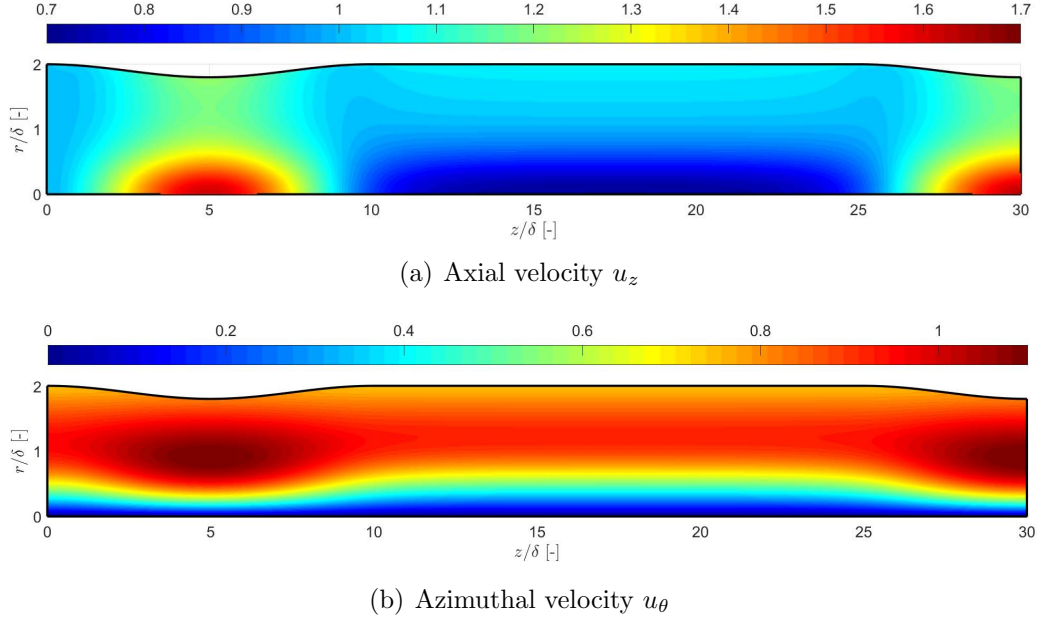 0.7 0.8 0.9 1 1.1 1.2 1.3 1.4 1.5 1.6 1.7
2
1
0
r/δ [-]
0 5 10 15 20 25 30
z/δ [-]
(a) Axial velocity u_z
0 0.2 0.4 0.6 0.8 1
2
1
0
r/δ [-]
0 5 10 15 20 25 30
z/δ [-]
(b) Azimuthal velocity u_θ